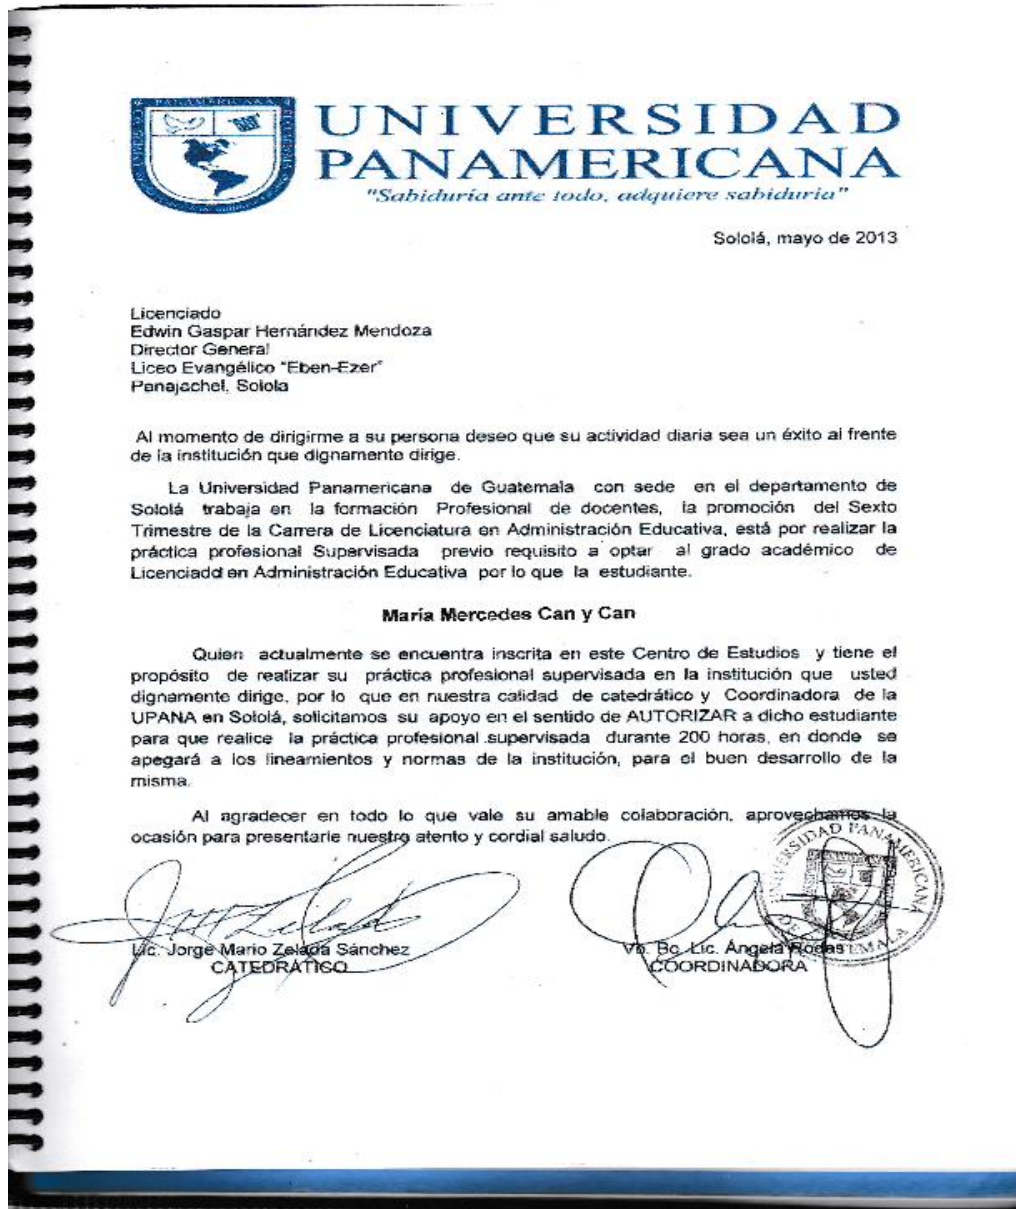 PANAMERICANA
UNIVERSIDAD
PANAMERICANA
"Sabiduría ante todo, adquiere sabiduría"
Sololá, mayo de 2013
Licenciado
Edwin Gaspar Hernández Mendoza
Director General
Liceo Evangélico "Eben-Ezer"
Panajachel, Solola
Al momento de dirigirme a su persona deseo que su actividad diaria sea un éxito al frente
de la institución que dignamente dirige.
La Universidad Panamericana de Guatemala con sede en el departamento de
Sololá trabaja en la formación Profesional de docentes, la promoción del Sexto
Trimestre de la Carrera de Licenciatura en Administración Educativa, está por realizar la
práctica profesional Supervisada previo requisito a optar al grado académico de
Licenciado en Administración Educativa por lo que la estudiante.
María Mercedes Can y Can
Quien actualmente se encuentra inscrita en este Centro de Estudios y tiene el
propósito de realizar su práctica profesional supervisada en la institución que usted
dignamente dirige, por lo que en nuestra calidad de catedrático y Coordinadora de la
UPANA en Sololá, solicitamos su apoyo en el sentido de AUTORIZAR a dicho estudiante
para que realice la práctica profesional supervisada durante 200 horas, en donde se
apegará a los lineamientos y normas de la institución, para el buen desarrollo de la
misma.
Al agradecer en todo lo que vale su amable colaboración, aprovechamos la
ocasión para presentarle nuestro atento y cordial saludo.
Lic. Jorge Mario Zelada Sánchez
CATEDRÁTICO
Vo. Bo. Lic. Ángela Rodas
COORDINADORA
UNIVERSIDAD PANAMERICANA
DE GUATEMALA